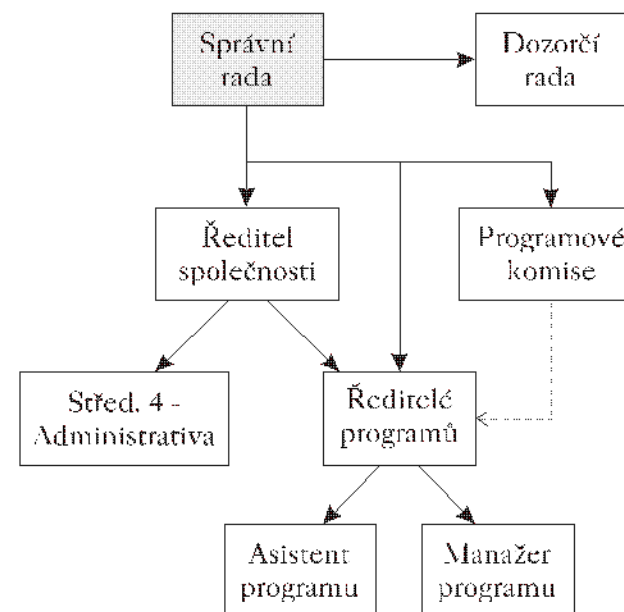 Správní
rada
Dozorčí
rada
Ředitel
společnosti
Programové
komise
Střed. 4 -
Administrativa
Ředitelé
programů
Asistent
programu
Manažer
programu